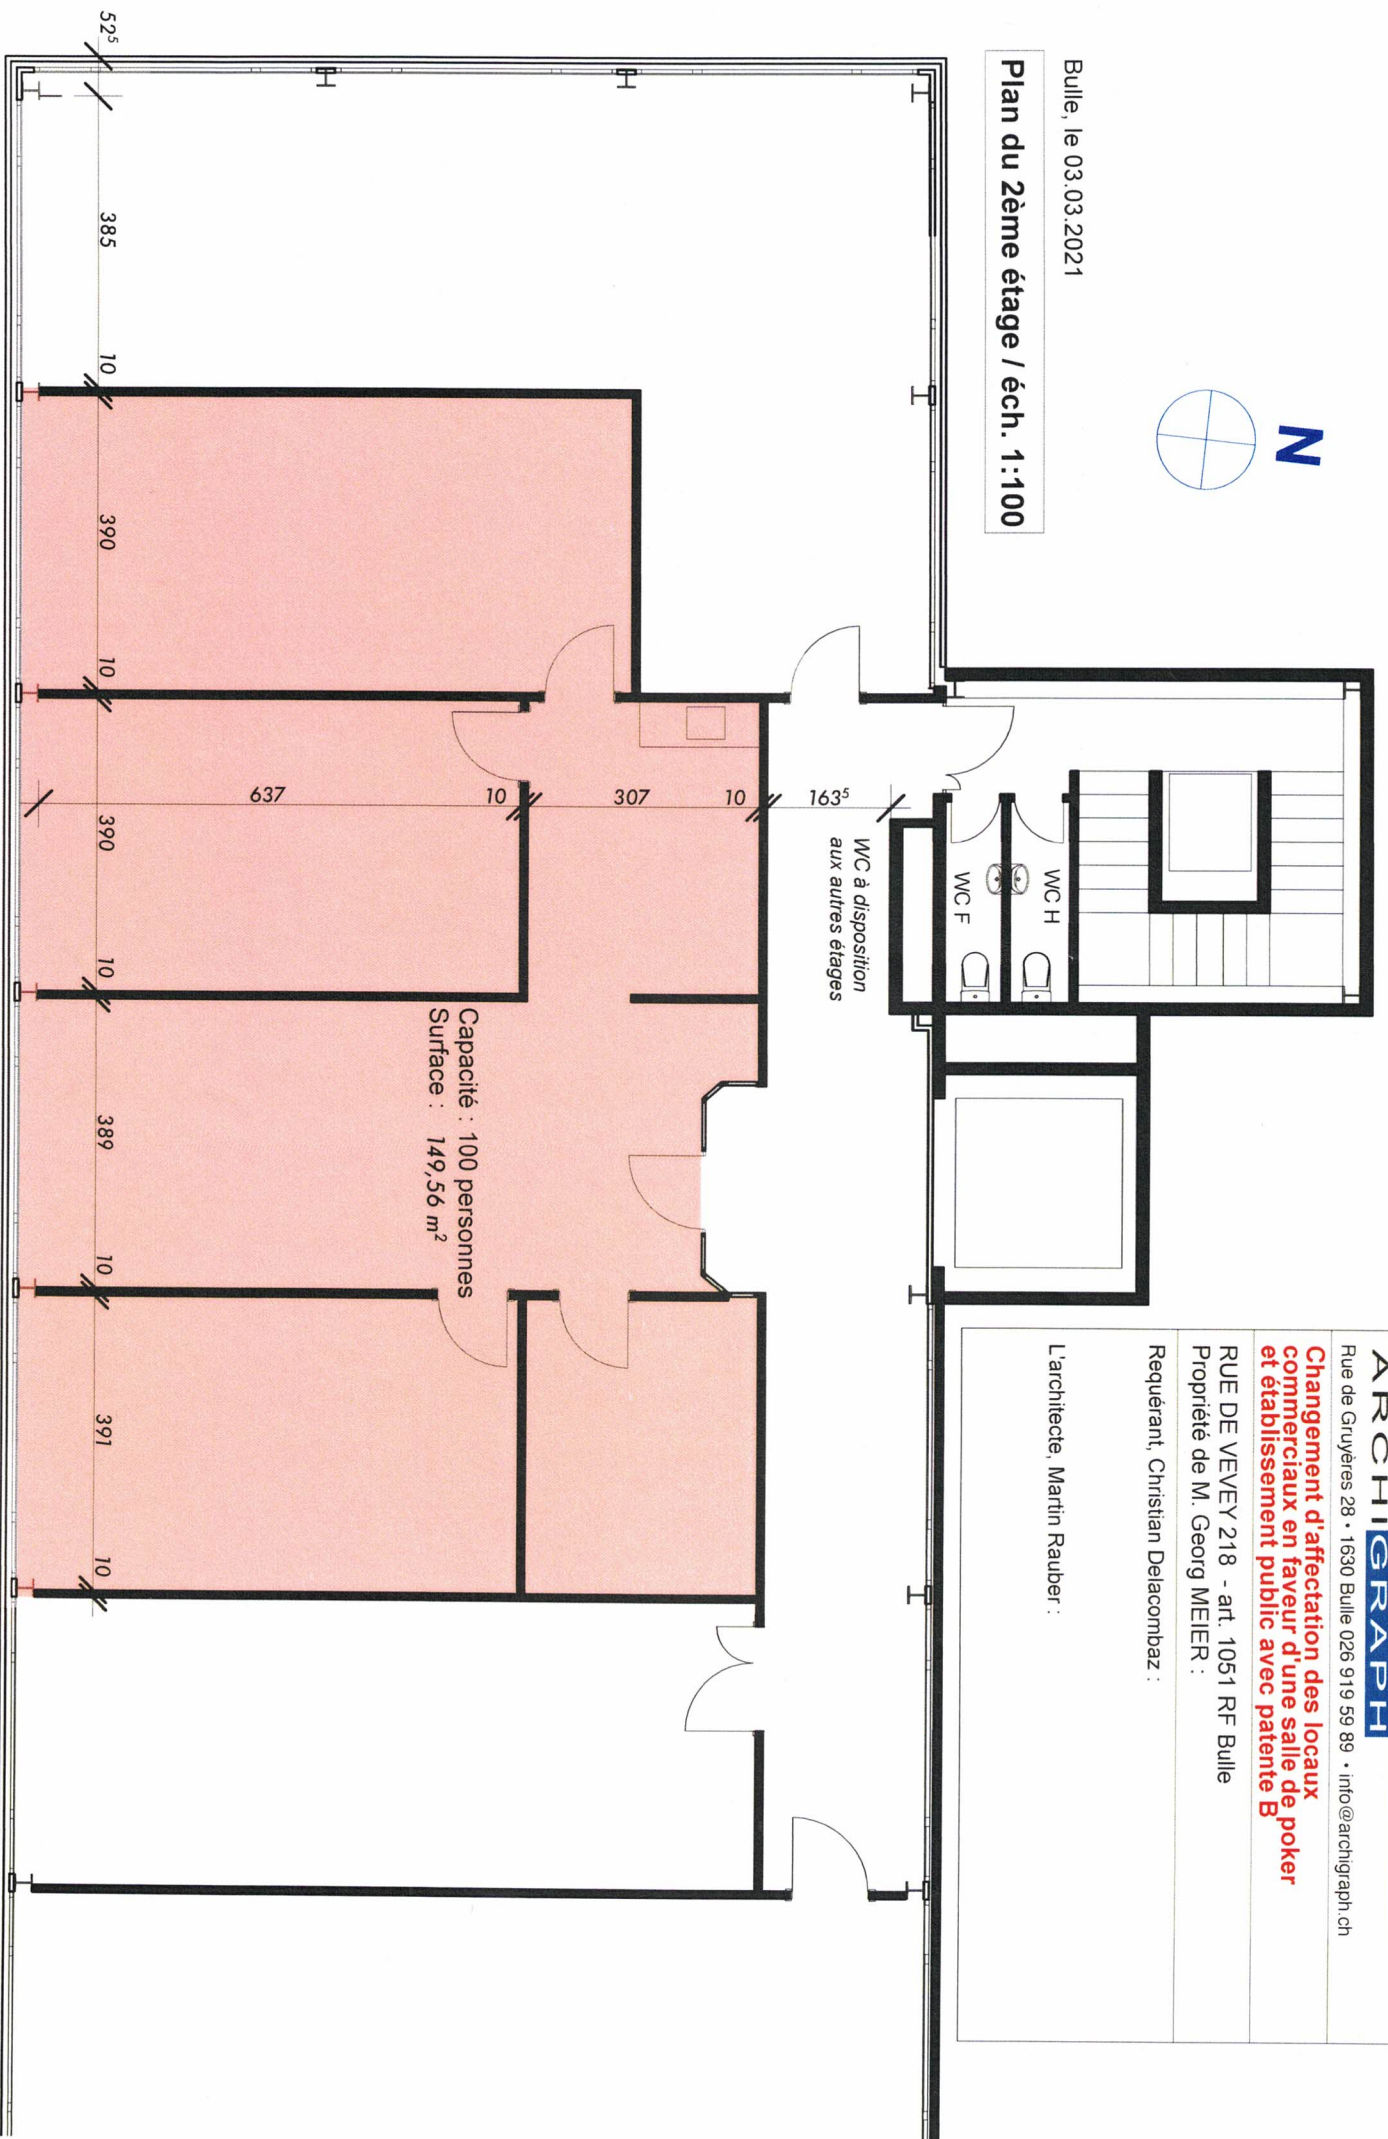 ARCHIGRAPH
Rue de Gruyères 28 • 1630 Bulle 026 919 59 89 • info@archigraph.ch
Changement d'affectation des locaux
commerciaux en faveur d'une salle de poker
et établissement public avec patente B
RUE DE VEVEY 218 - art. 1051 RF Bulle
Propriété de M. Georg MEIER :
Requérant, Christian Delacombaz :
L'architecte, Martin Rauber :
N
Bulle, le 03.03.2021
Plan du 2ème étage / éch. 1:100
WC H
WC F
WC à disposition
aux autres étages
163⁵
10
307
10
637
Capacité : 100 personnes
Surface : 149,56 m²
52⁵
385
10
390
10
390
10
389
10
391
10